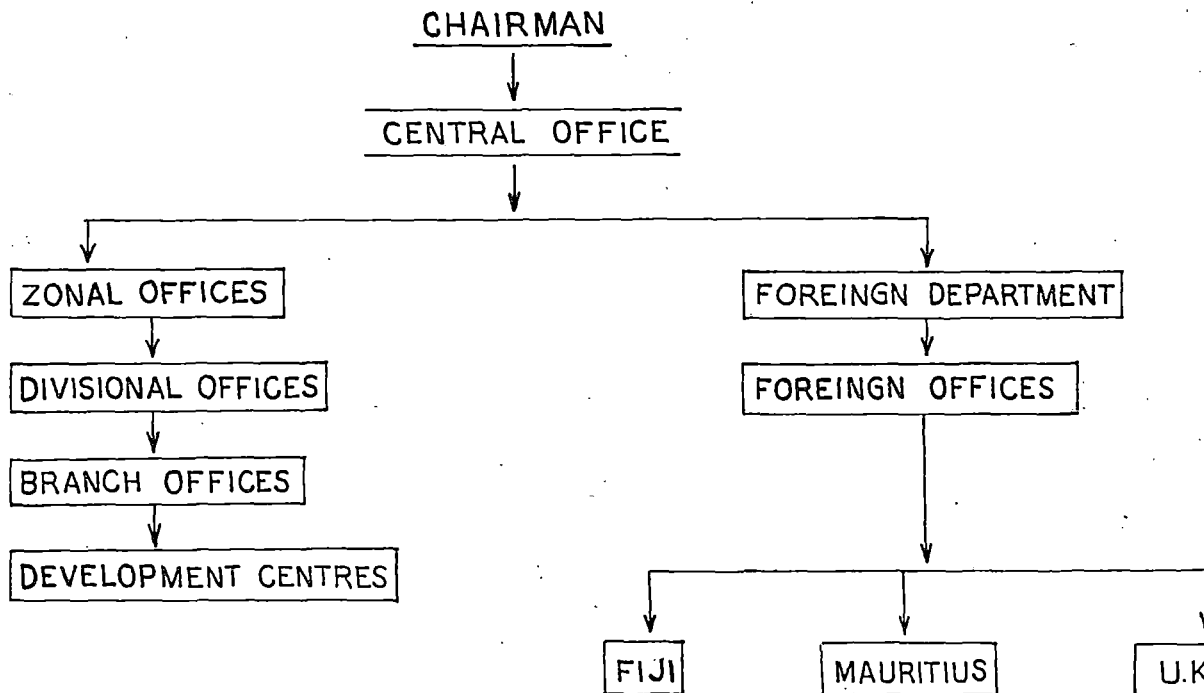 CHAIRMAN
CENTRAL OFFICE
ZONAL OFFICES
FOREINGN DEPARTMENT
DIVISIONAL OFFICES
FOREINGN OFFICES
BRANCH OFFICES
DEVELOPMENT CENTRES
FIJI
MAURITIUS
U.K